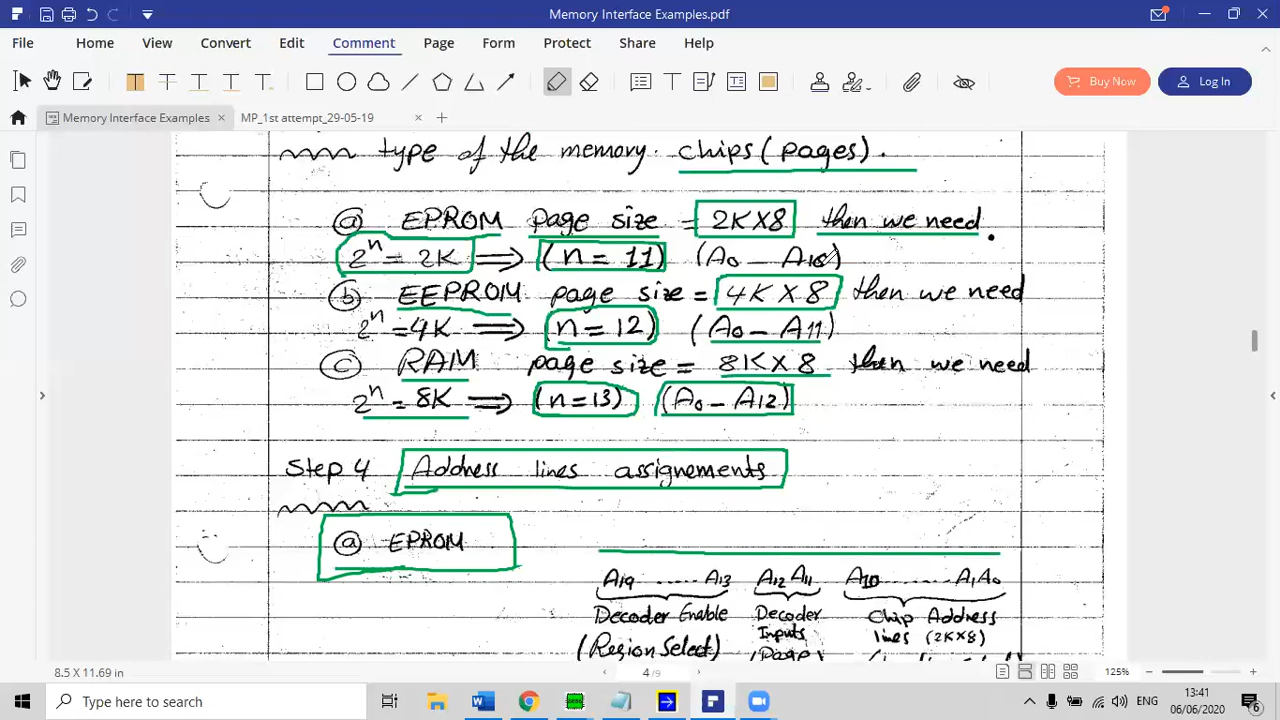 Memory Interface Examples.pdf
File Home View Convert Edit Comment Page Form Protect Share Help
Buy Now Log In
Memory Interface Examples × MP_1st attempt_29-05-19 × +
type of the memory. chips (pages).
(a) EPROM page size = 2K X 8 then we need.
2^n = 2K ⟹ (n = 11) (A0 — A10)
(b) EEPROM page size = 4K X 8 then we need
2^n = 4K ⟹ n = 12) (A0 – A11)
(c) RAM page size = 8K X 8 then we need
2^n = 8K ⟹ (n=13) (A0 – A12)
Step 4 Address lines assignements
(a) EPROM
A19 ...... A13 A12 A11 A10 ........ A1 A0
Decoder Enable Decoder Chip Address
Inputs lines (2K X 8)
(Region Select) (Page)
8.5 x 11.69 in 4 /9 125%
Type here to search
ENG 13:41
06/06/2020 6